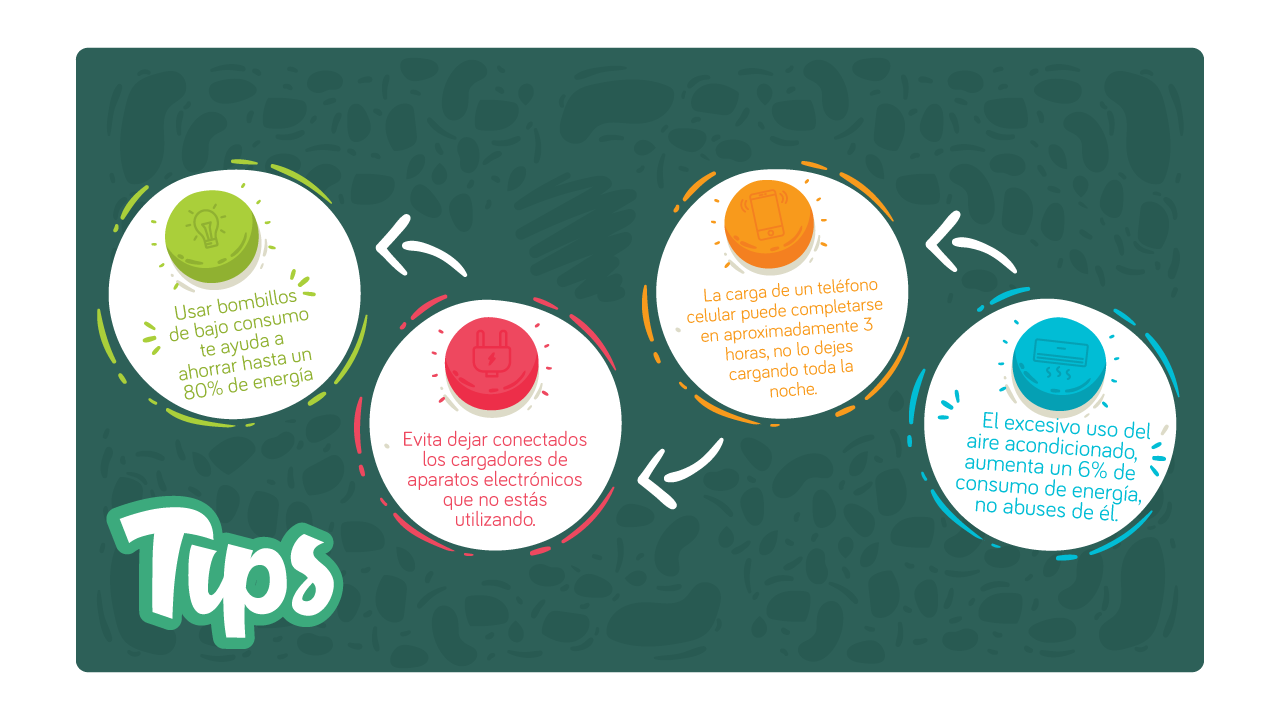 Usar bombillos
de bajo consumo
te ayuda a
ahorrar hasta un
80% de energía
Evita dejar conectados
los cargadores de
aparatos electrónicos
que no estás
utilizando.
La carga de un teléfono
celular puede completarse
en aproximadamente 3
horas, no lo dejes
cargando toda la
noche.
El excesivo uso del
aire acondicionado,
aumenta un 6% de
consumo de energía,
no abuses de él.
Tips